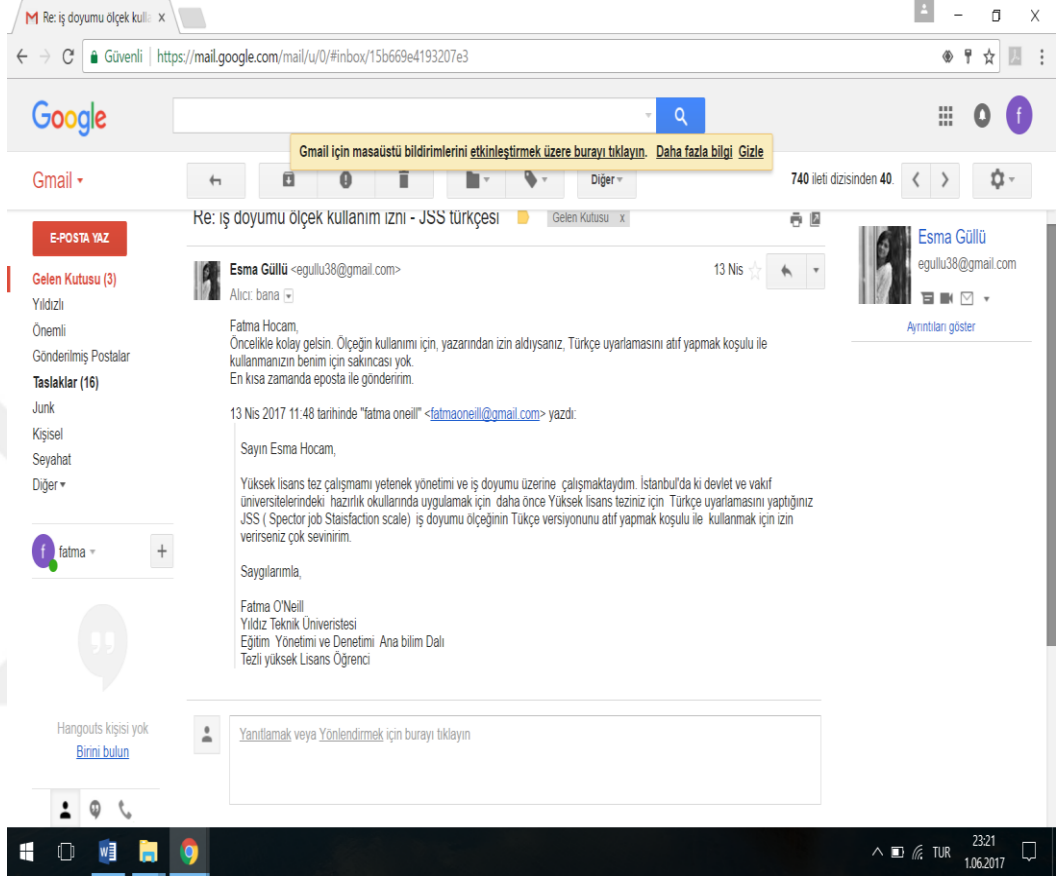 Re: iş doyumu ölçek kulla x
Güvenli | https://mail.google.com/mail/u/0/#inbox/15b669e4193207e3
Google
f
Gmail için masaüstü bildirimlerini etkinleştirmek üzere burayı tıklayın. Daha fazla bilgi Gizle
Gmail
Diğer
740 ileti dizisinden 40.
Re: iş doyumu ölçek kullanım izni - JSS türkçesi
Gelen Kutusu x
E-POSTA YAZ
Gelen Kutusu (3)
Yıldızlı
Önemli
Gönderilmiş Postalar
Taslaklar (16)
Junk
Kişisel
Seyahat
Diğer
f fatma +
Hangouts kişisi yok
Birini bulun
Esma Güllü <egullu38@gmail.com>
13 Nis
Alıcı: bana
Fatma Hocam,
Öncelikle kolay gelsin. Ölçeğin kullanımı için, yazarından izin aldıysanız, Türkçe uyarlamasını atıf yapmak koşulu ile
kullanmanızın benim için sakıncası yok.
En kısa zamanda eposta ile gönderirim.
13 Nis 2017 11:48 tarihinde "fatma oneill" <fatmaoneill@gmail.com> yazdı:
Sayın Esma Hocam,
Yüksek lisans tez çalışmamı yetenek yönetimi ve iş doyumu üzerine çalışmaktaydım. İstanbul'da ki devlet ve vakıf
üniversitelerindeki hazırlık okullarında uygulamak için daha önce Yüksek lisans teziniz için Türkçe uyarlamasını yaptığınız
JSS ( Spector job Staisfaction scale) iş doyumu ölçeğinin Tükçe versiyonunu atıf yapmak koşulu ile kullanmak için izin
verirseniz çok sevinirim.
Saygılarımla,
Fatma O'Neill
Yıldız Teknik Üniveristesi
Eğitim Yönetimi ve Denetimi Ana bilim Dalı
Tezli yüksek Lisans Öğrenci
Yanıtlamak veya Yönlendirmek için burayı tıklayın
Esma Güllü
egullu38@gmail.com
Ayrıntıları göster
TUR
23:21
1.06.2017